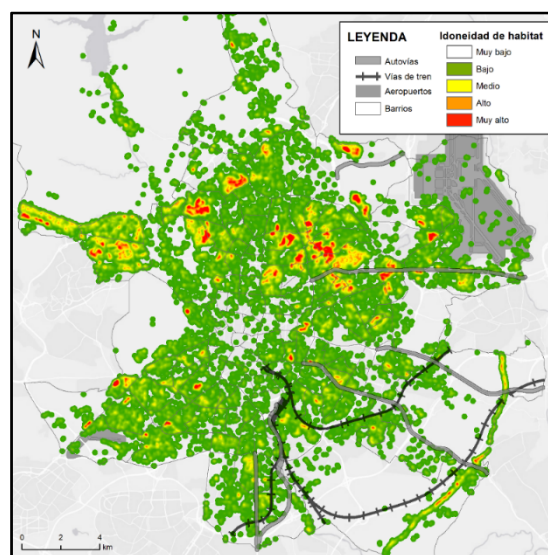 N
LEYENDA
Autovías
Vías de tren
Aeropuertos
Barrios
Idoneidad de habitat
Muy bajo
Bajo
Medio
Alto
Muy alto
0 2 4
km